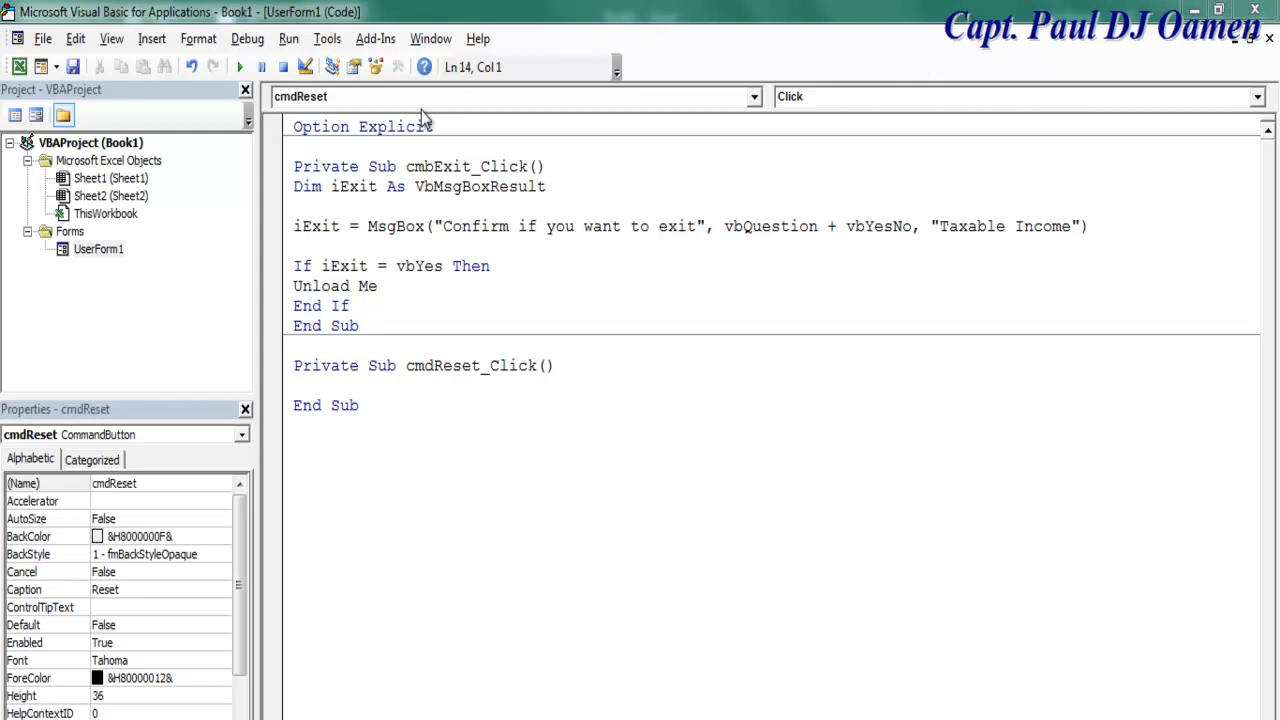 Microsoft Visual Basic for Applications - Book1 - [UserForm1 (Code)]
Capt. Paul DJ Oamen
File Edit View Insert Format Debug Run Tools Add-Ins Window Help
Ln 14, Col 1
Project - VBAProject
cmdReset
Click
VBAProject (Book1)
Microsoft Excel Objects
Sheet1 (Sheet1)
Sheet2 (Sheet2)
ThisWorkbook
Forms
UserForm1
Option Explicit
Private Sub cmbExit_Click()
Dim iExit As VbMsgBoxResult
iExit = MsgBox("Confirm if you want to exit", vbQuestion + vbYesNo, "Taxable Income")
If iExit = vbYes Then
Unload Me
End If
End Sub
Private Sub cmdReset_Click()
End Sub
Properties - cmdReset
cmdReset CommandButton
Alphabetic Categorized
(Name) cmdReset
Accelerator
AutoSize False
BackColor &H8000000F&
BackStyle 1 - fmBackStyleOpaque
Cancel False
Caption Reset
ControlTipText
Default False
Enabled True
Font Tahoma
ForeColor &H80000012&
Height 36
HelpContextID 0